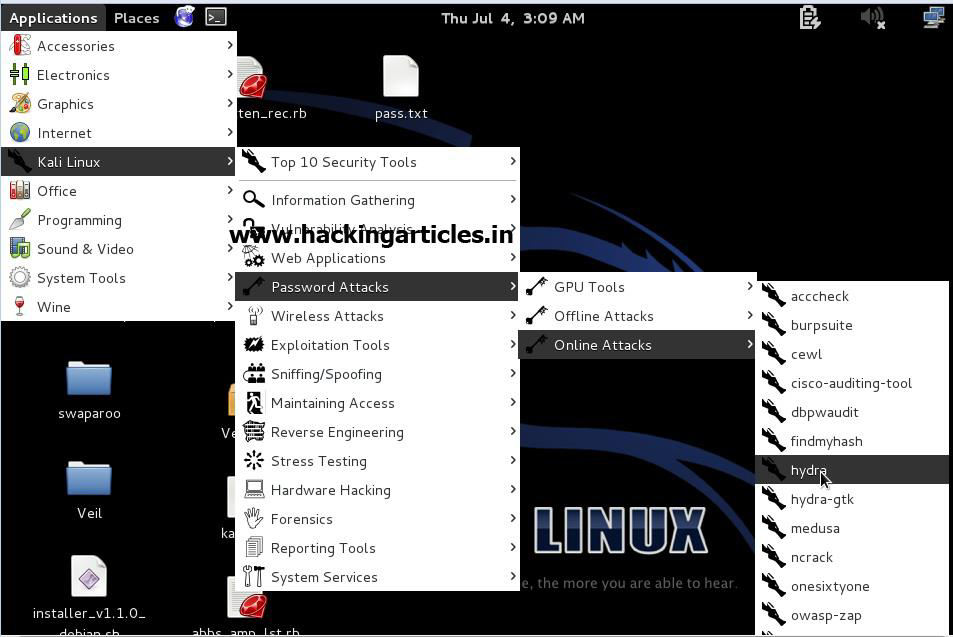 Applications Places Thu Jul 4, 3:09 AM
Accessories
Electronics
Graphics
Internet
Kali Linux
Office
Programming
Sound & Video
System Tools
Wine
ten_rec.rb
pass.txt
Top 10 Security Tools
Information Gathering
Vulnerability Analysis
www.hackingarticles.in
Web Applications
Password Attacks
Wireless Attacks
Exploitation Tools
Sniffing/Spoofing
Maintaining Access
Reverse Engineering
Stress Testing
Hardware Hacking
Forensics
Reporting Tools
System Services
GPU Tools
Offline Attacks
Online Attacks
acccheck
burpsuite
cewl
cisco-auditing-tool
dbpwaudit
findmyhash
hydra
hydra-gtk
medusa
ncrack
onesixtyone
owasp-zap
swaparoo
Ve
Veil
ka
LINUX
e, the more you are able to hear.
installer_v1.1.0_
debian.sh
abbs_amp_lst.rb